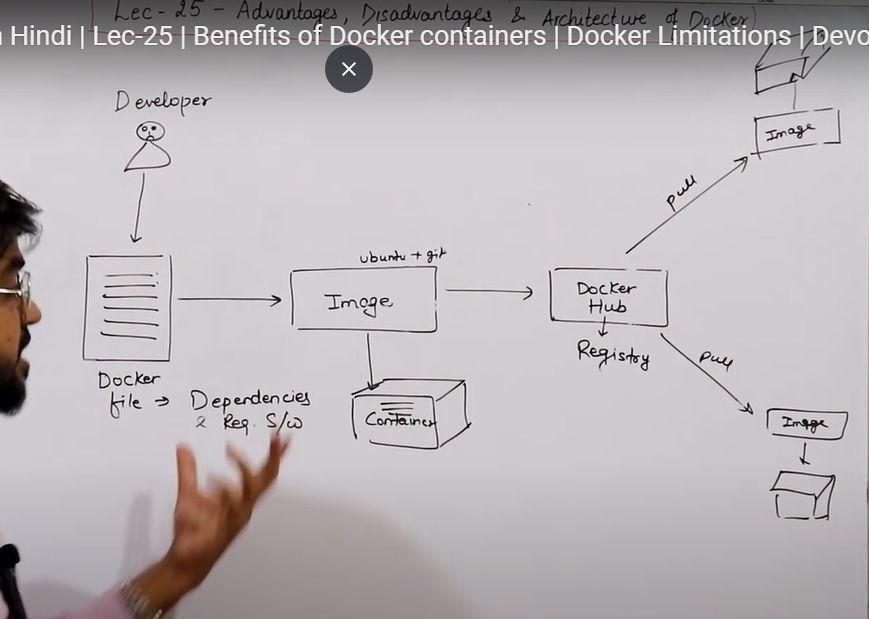 Lec-25 - Advantages, Disadvantages & Architecture of Docker
Hindi | Lec-25 | Benefits of Docker containers | Docker Limitations |
Developer
Image
pull
ubuntu + git
Image
Docker
Hub
Registry
pull
Docker
file → Dependencies
& Req. S/w
Container
Image